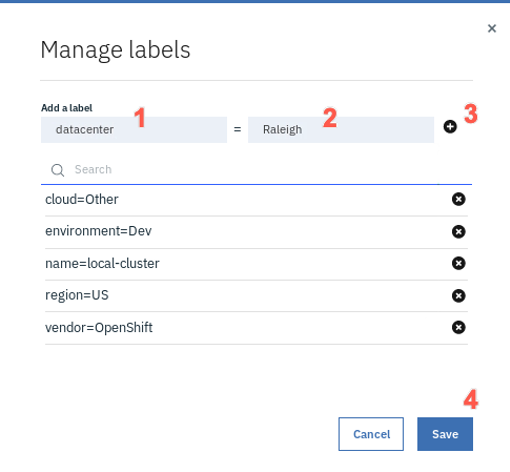 Manage labels
Add a label
datacenter 1 = Raleigh 2 3
Search
cloud=Other
environment=Dev
name=local-cluster
region=US
vendor=OpenShift
4
Cancel Save